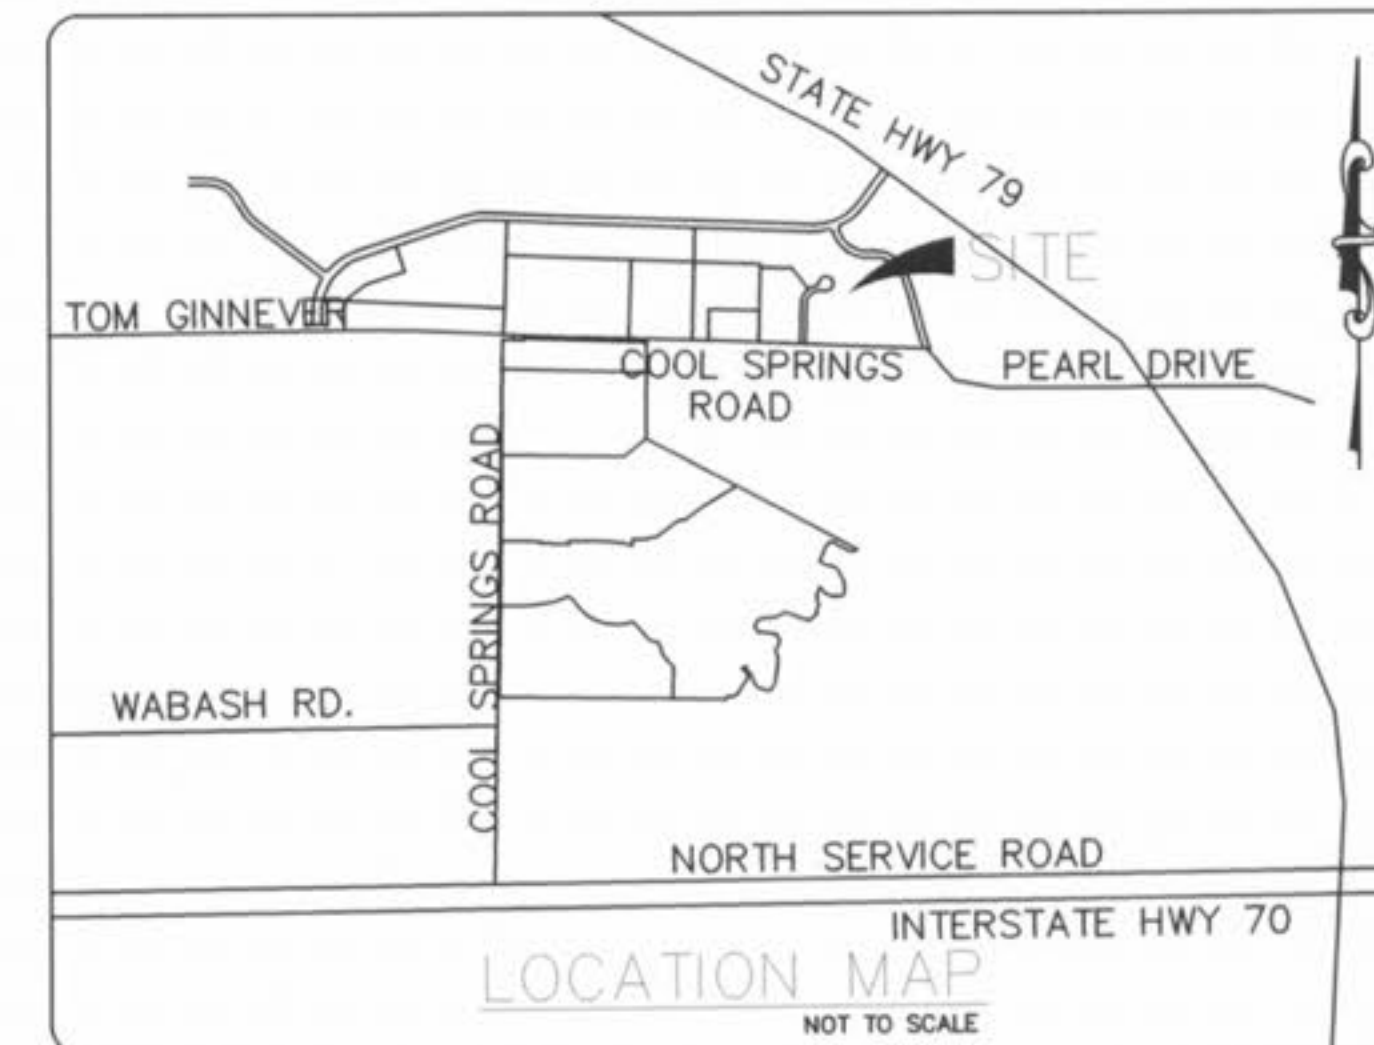 STATE HWY 79
SITE
TOM GINNEVER
COOL SPRINGS
ROAD
PEARL DRIVE
COOL SPRINGS ROAD
WABASH RD.
NORTH SERVICE ROAD
INTERSTATE HWY 70
LOCATION MAP
NOT TO SCALE